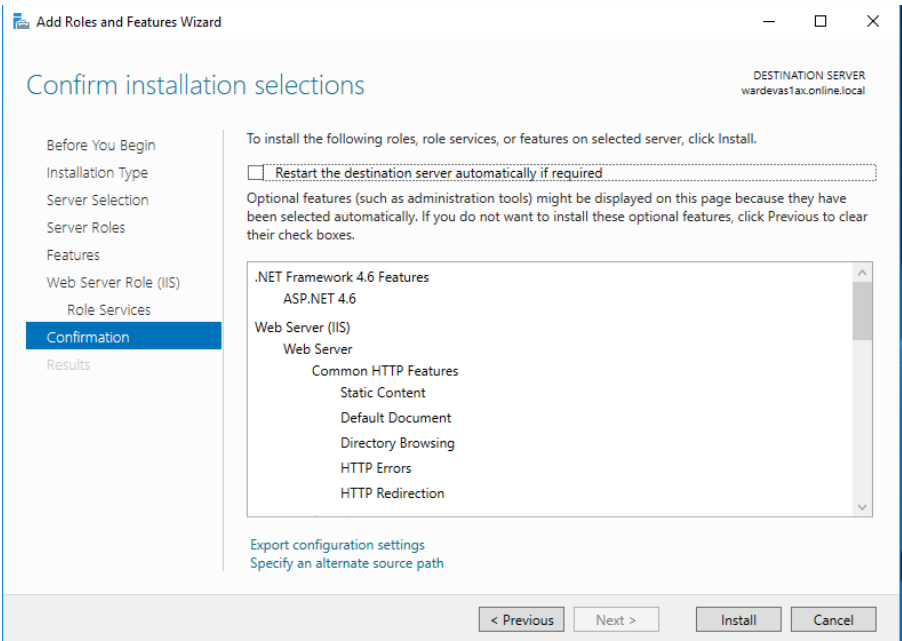 Add Roles and Features Wizard
Confirm installation selections
DESTINATION SERVER
wardevas1ax.online.local
Before You Begin
Installation Type
Server Selection
Server Roles
Features
Web Server Role (IIS)
Role Services
Confirmation
Results
To install the following roles, role services, or features on selected server, click Install.
Restart the destination server automatically if required
Optional features (such as administration tools) might be displayed on this page because they have
been selected automatically. If you do not want to install these optional features, click Previous to clear
their check boxes.
.NET Framework 4.6 Features
ASP.NET 4.6
Web Server (IIS)
Web Server
Common HTTP Features
Static Content
Default Document
Directory Browsing
HTTP Errors
HTTP Redirection
Export configuration settings
Specify an alternate source path
< Previous
Next >
Install
Cancel